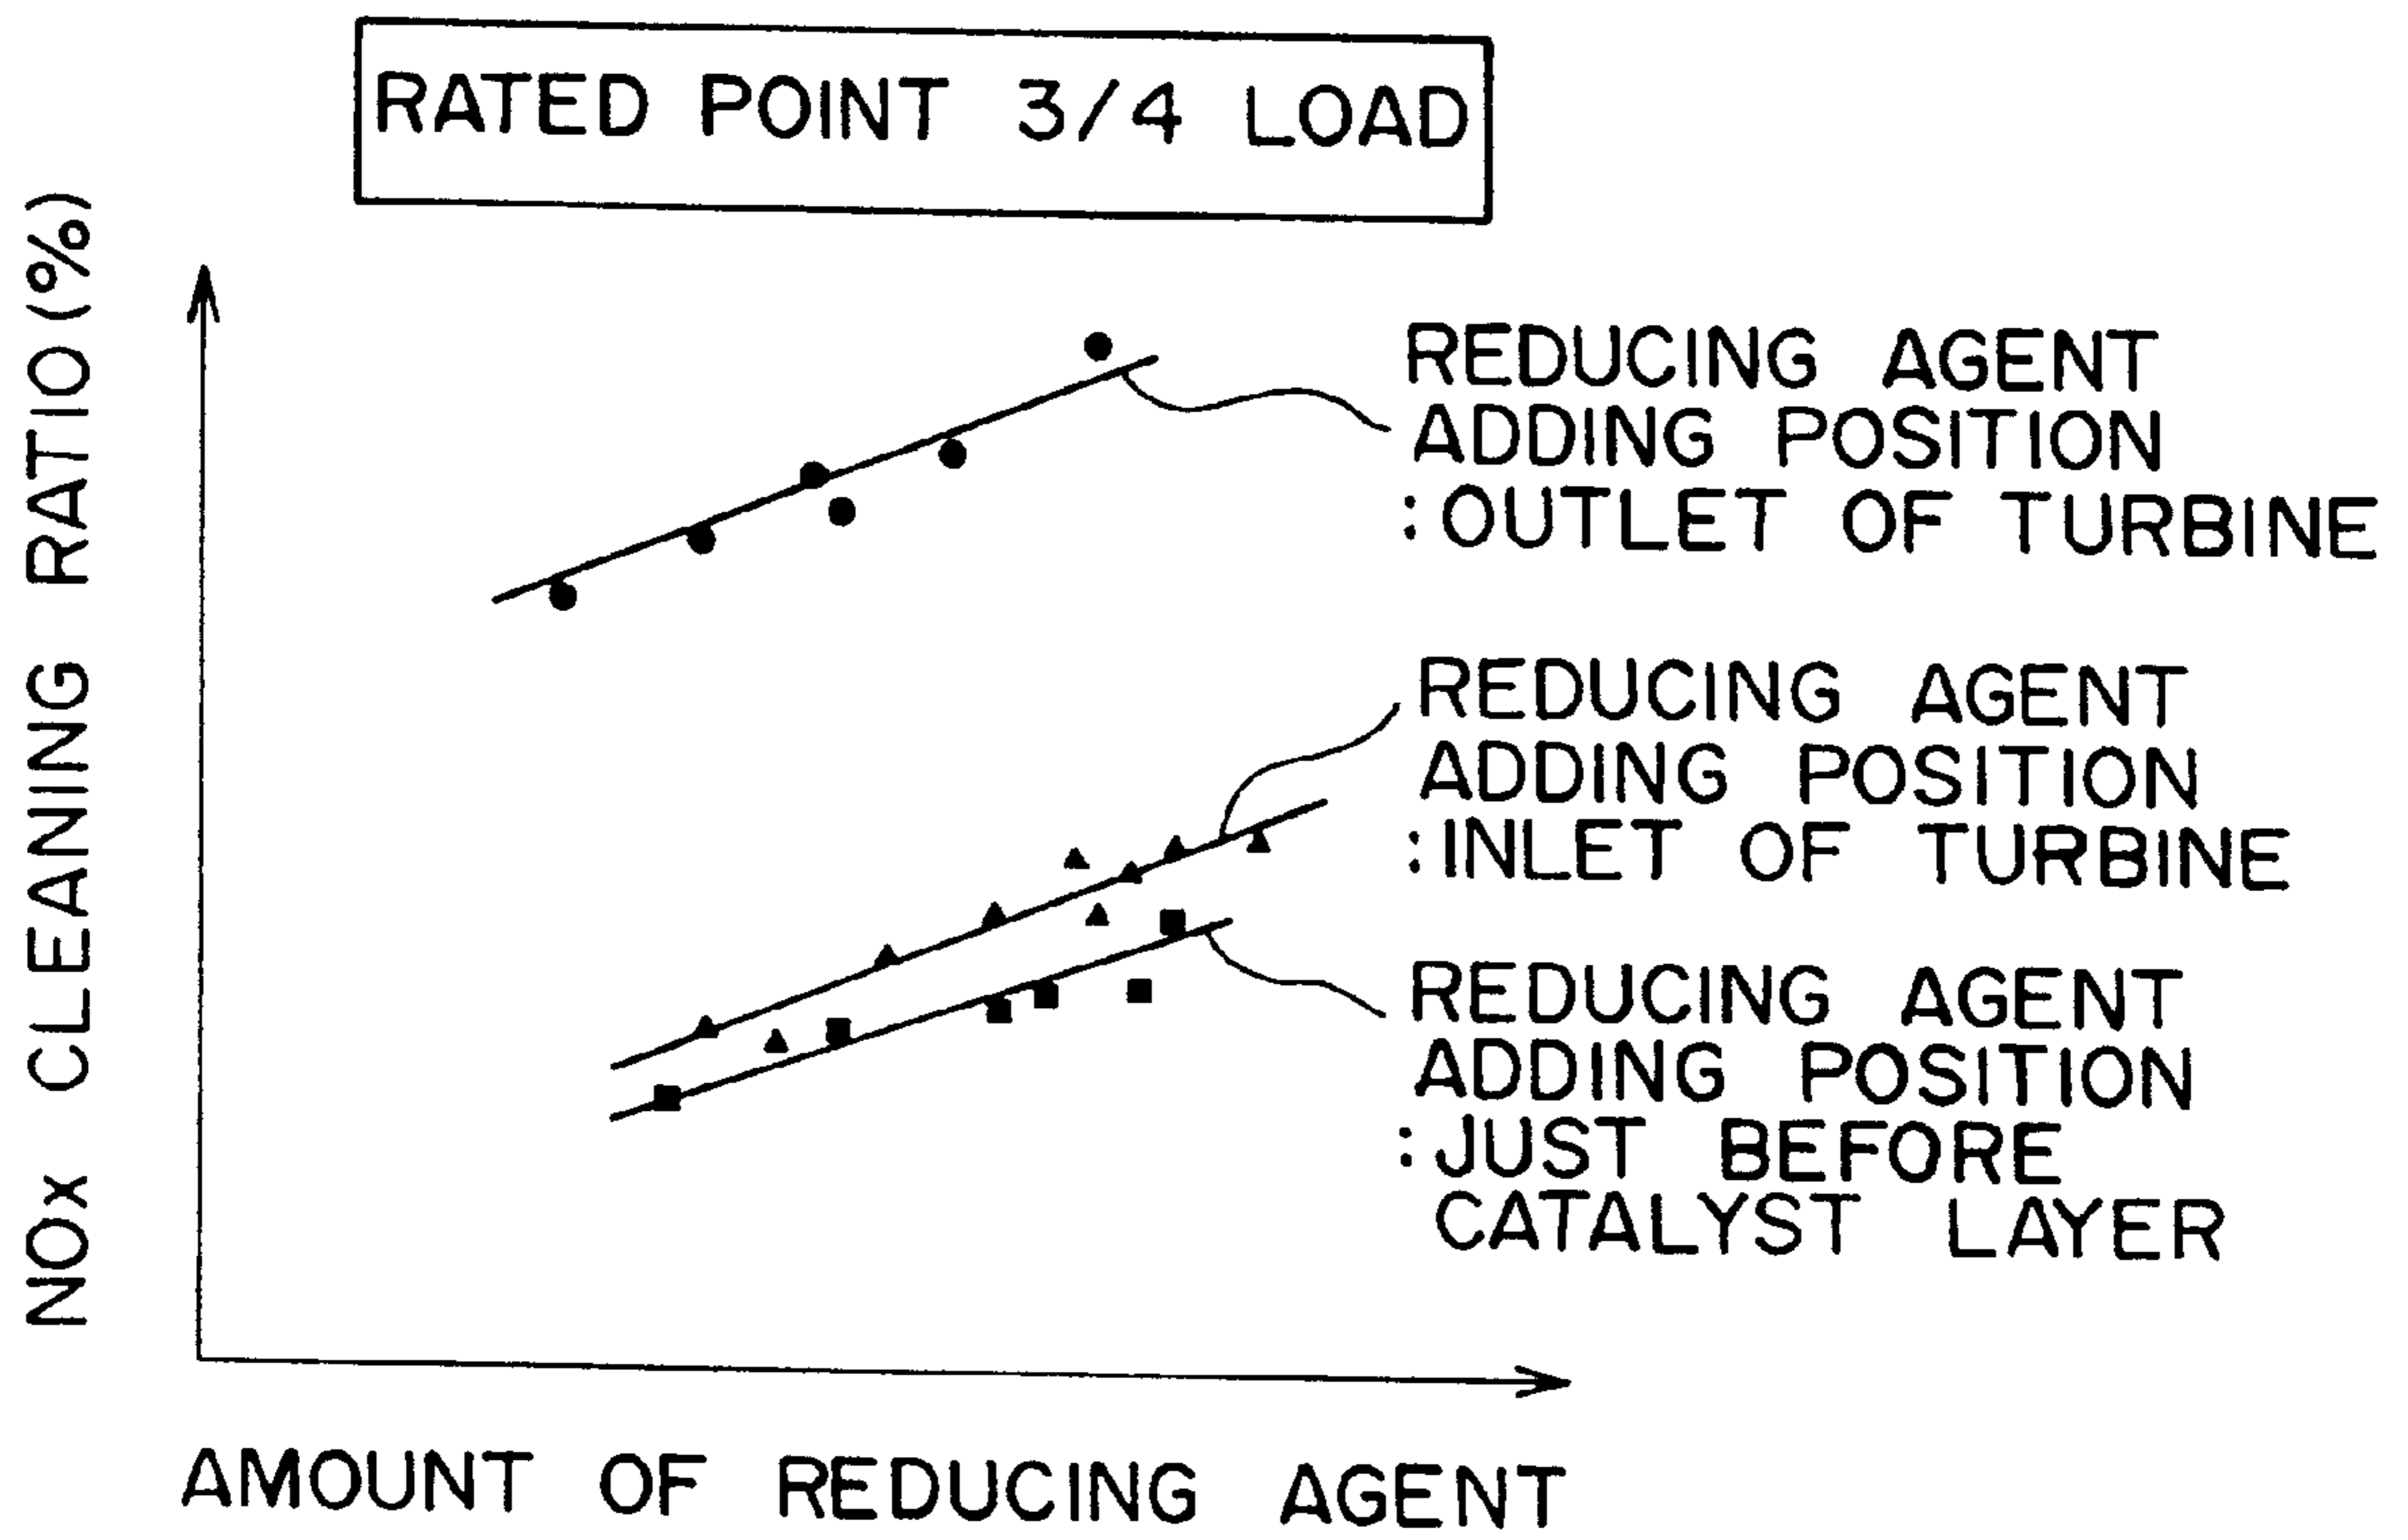 RATED POINT 3/4 LOAD
NOx CLEANING RATIO (%)
REDUCING AGENT
ADDING POSITION
:OUTLET OF TURBINE
REDUCING AGENT
ADDING POSITION
:INLET OF TURBINE
REDUCING AGENT
ADDING POSITION
:JUST BEFORE
CATALYST LAYER
AMOUNT OF REDUCING AGENT